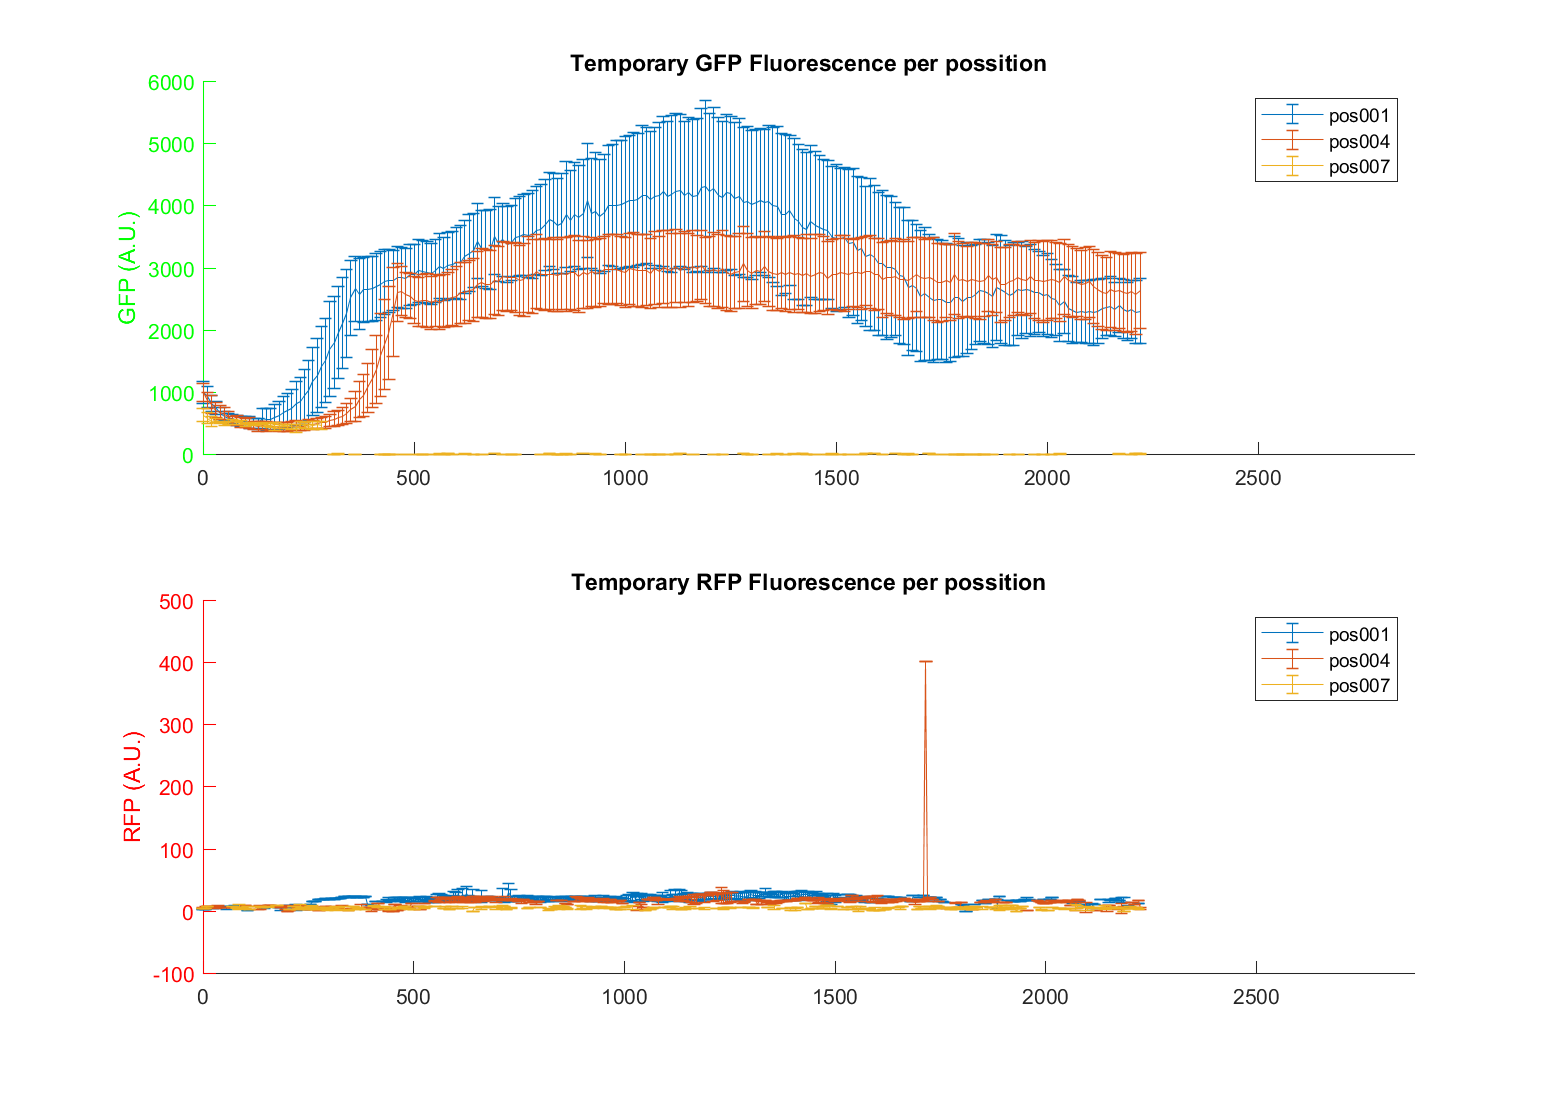 Temporary GFP Fluorescence per possition
6000
5000
4000
3000
2000
1000
0
GFP (A.U.)
0 500 1000 1500 2000 2500
pos001
pos004
pos007
Temporary RFP Fluorescence per possition
500
400
300
200
100
0
-100
RFP (A.U.)
0 500 1000 1500 2000 2500
pos001
pos004
pos007